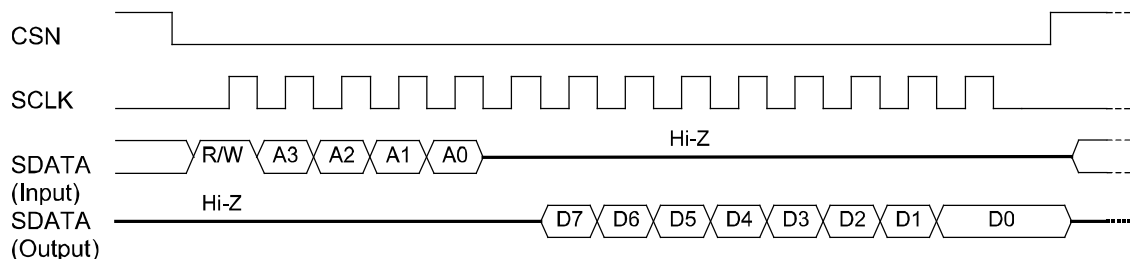 CSN
SCLK
SDATA
(Input)
R/W A3 A2 A1 A0 Hi-Z
SDATA
(Output)
Hi-Z D7 D6 D5 D4 D3 D2 D1 D0